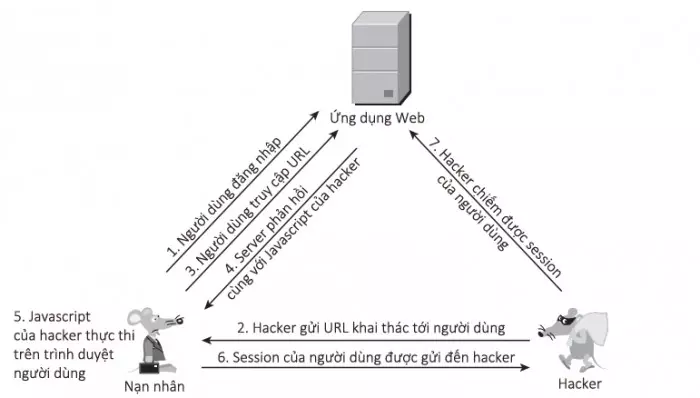 Ứng dụng Web
1. Người dùng đăng nhập
3. Người dùng truy cập URL
4. Server phản hồi
cùng với Javascript của hacker
7. Hacker chiếm được session
của người dùng
5. Javascript
của hacker thực thi
trên trình duyệt
người dùng
2. Hacker gửi URL khai thác tới người dùng
6. Session của người dùng được gửi đến hacker
Nạn nhân
Hacker